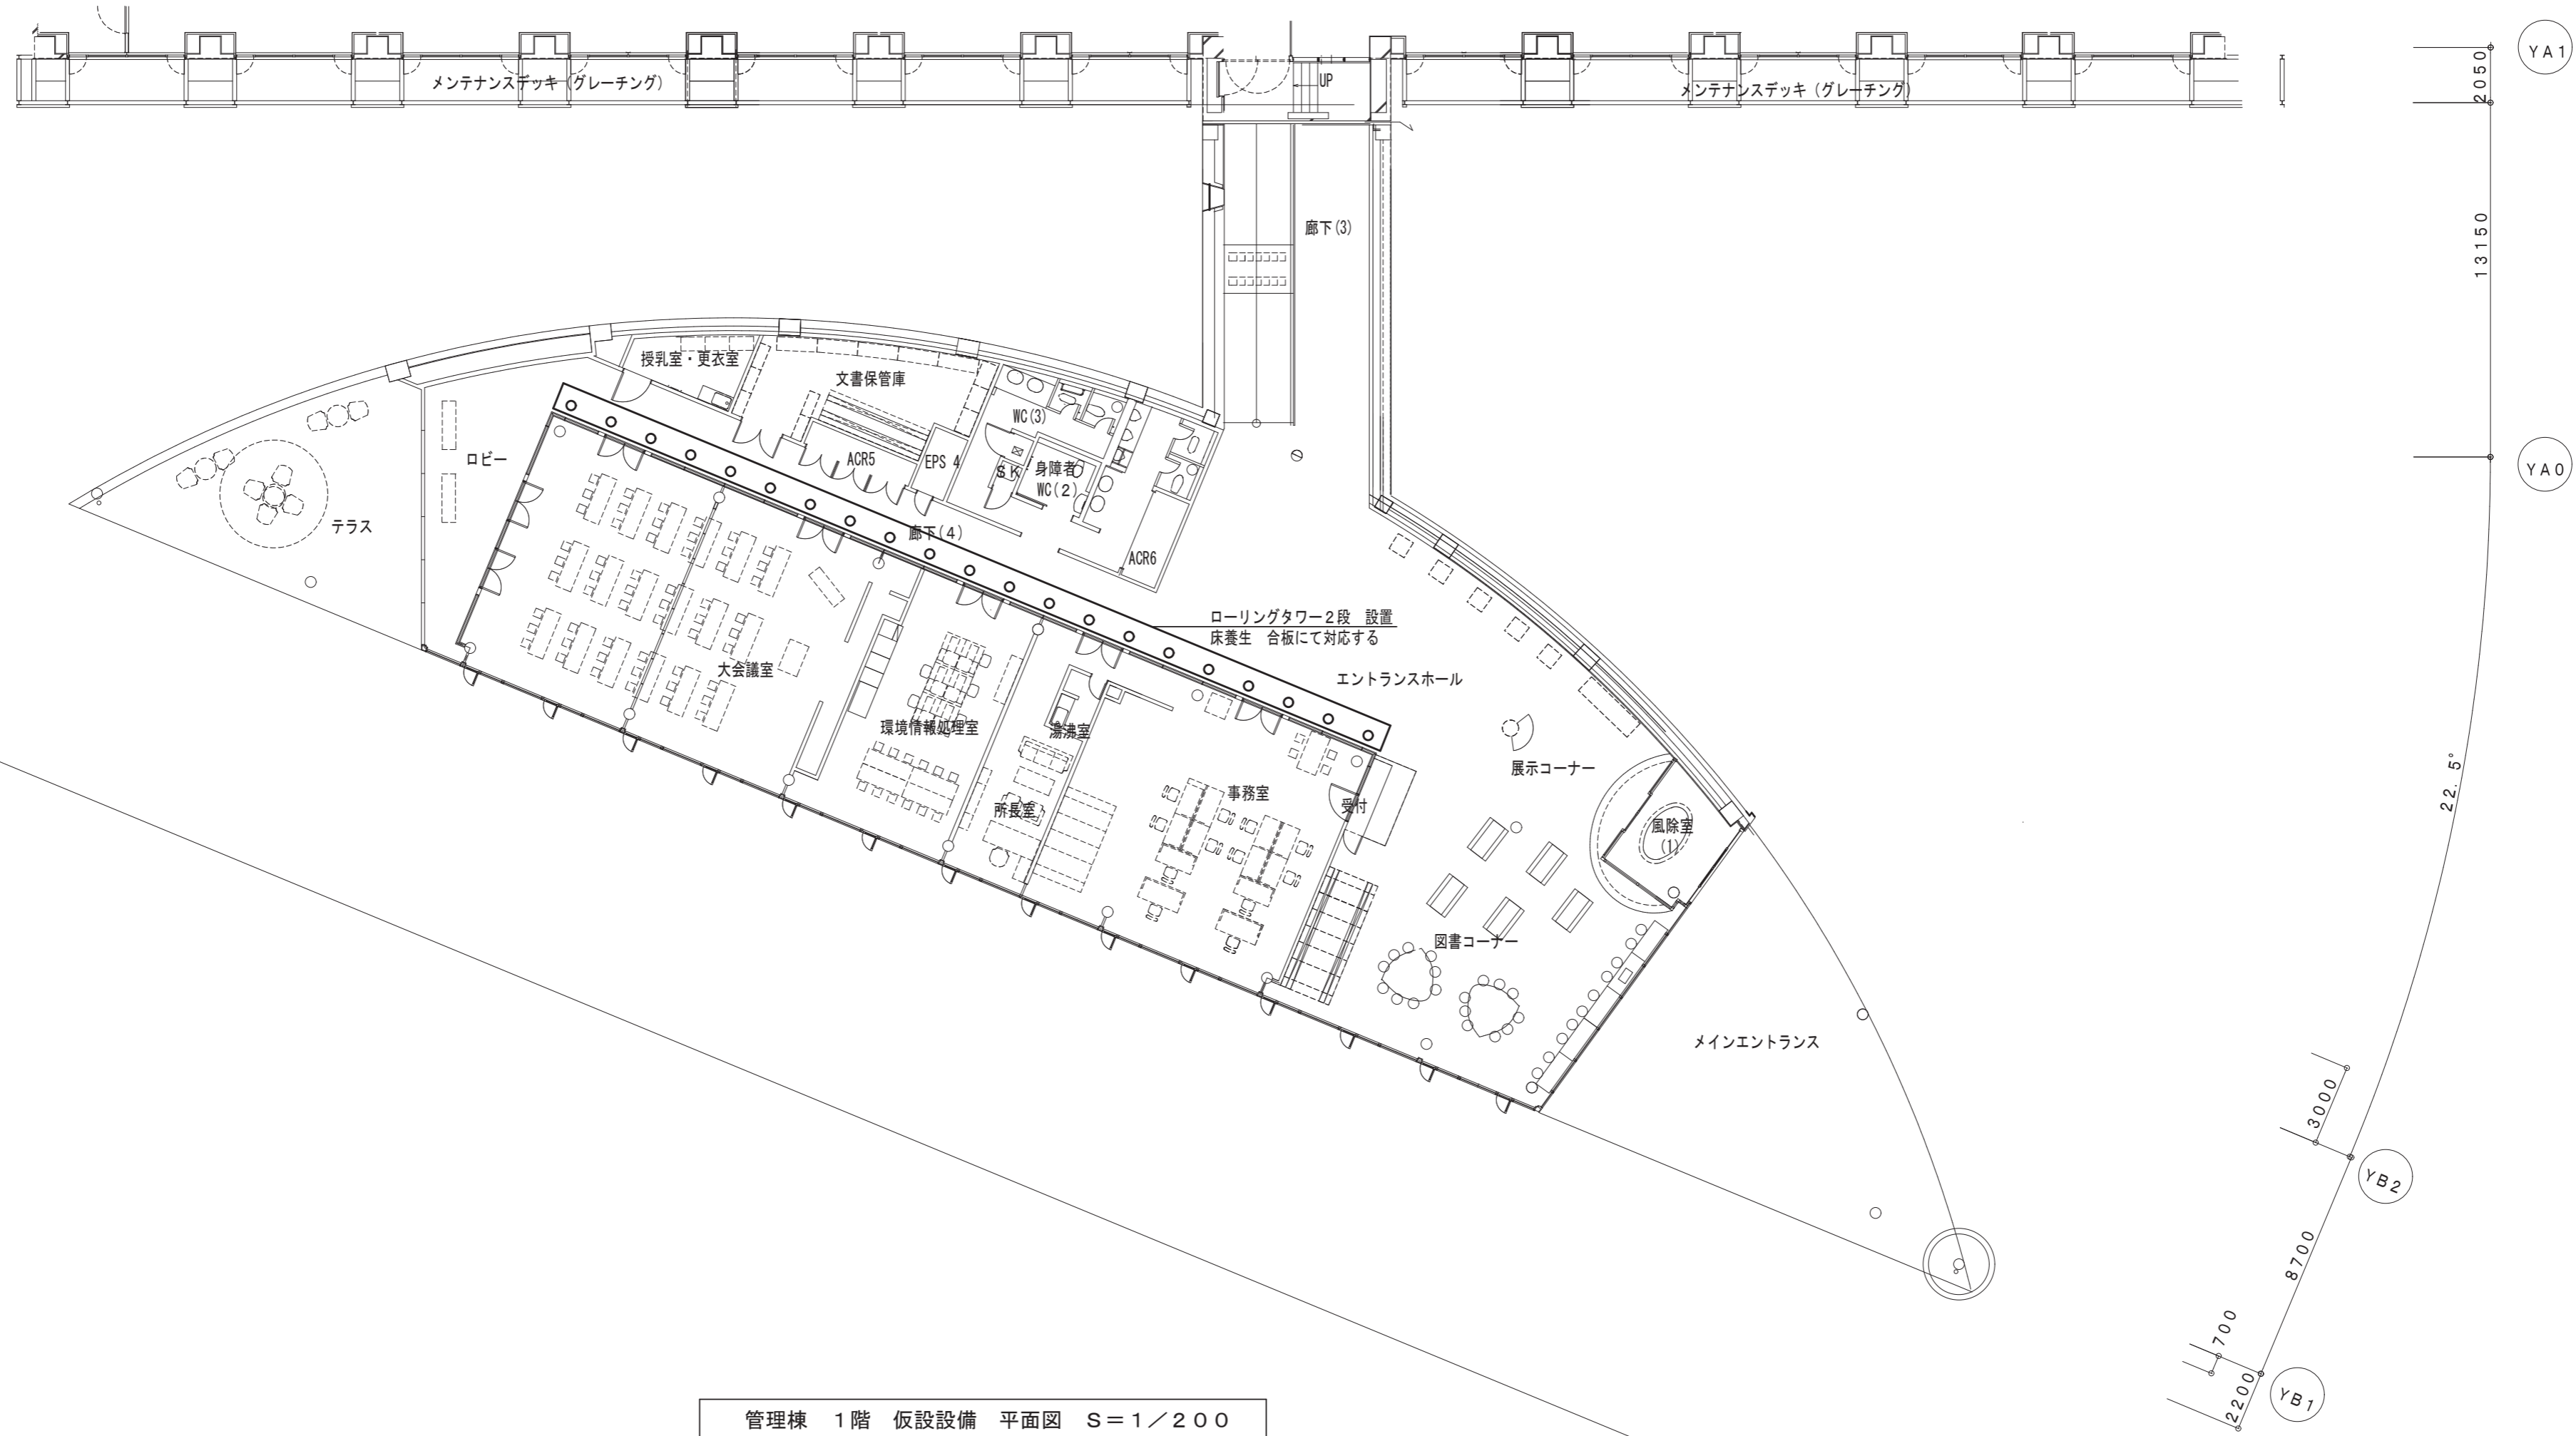 メンテナンスデッキ（グレーチング）
UP
メンテナンスデッキ（グレーチング）
2050
YA1
13150
廊下(3)
授乳室・更衣室
文書保管庫
WC(3)
ロビー
ACR5
EPS 4
SK
身障者
WC(2)
YA0
テラス
廊下(4)
ACR6
ローリングタワー２段　設置
床養生　合板にて対応する
大会議室
エントランスホール
環境情報処理室
湯沸室
展示コーナー
22.5°
所長室
事務室
受付
風除室
(1)
図書コーナー
メインエントランス
3000
YB2
8700
700
2200
YB1
管理棟　１階　仮設設備　平面図　Ｓ＝１／２００